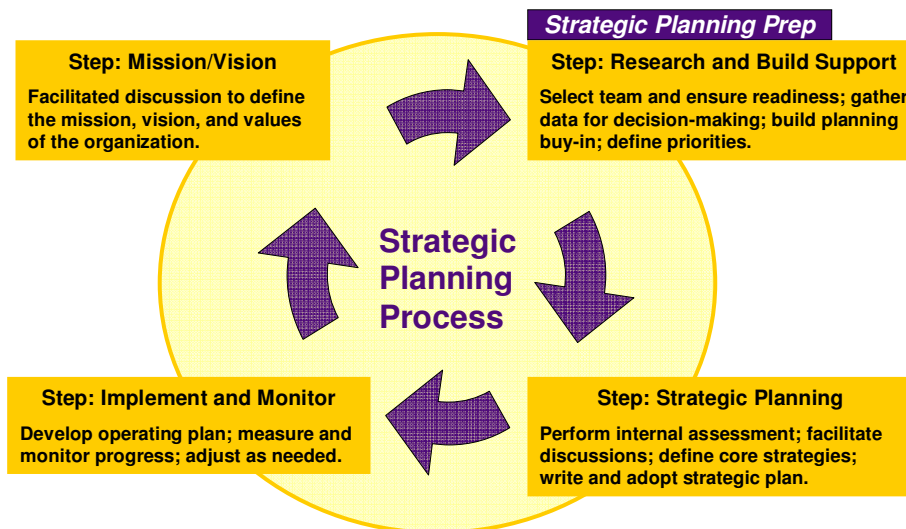 Strategic Planning Prep
Step: Mission/Vision
Facilitated discussion to define
the mission, vision, and values
of the organization.
Step: Research and Build Support
Select team and ensure readiness; gather
data for decision-making; build planning
buy-in; define priorities.
Strategic
Planning
Process
Step: Implement and Monitor
Develop operating plan; measure and
monitor progress; adjust as needed.
Step: Strategic Planning
Perform internal assessment; facilitate
discussions; define core strategies;
write and adopt strategic plan.